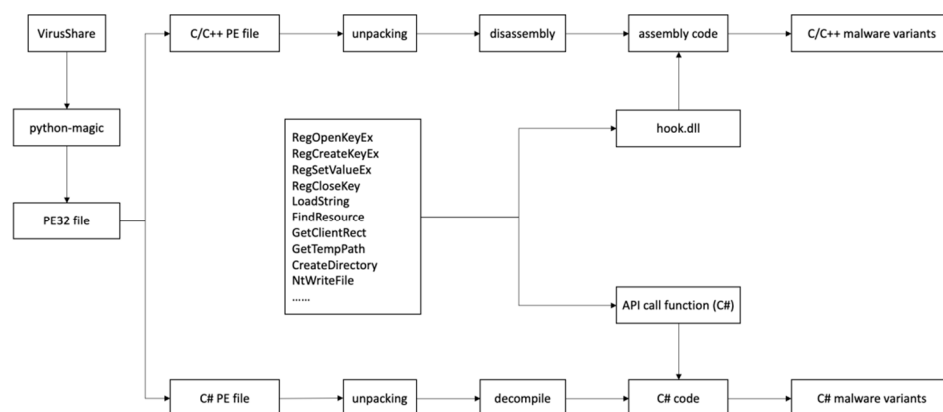 VirusShare
C/C++ PE file
unpacking
disassembly
assembly code
C/C++ malware variants
python-magic
hook.dll
RegOpenKeyEx
RegCreateKeyEx
RegSetValueEx
RegCloseKey
LoadString
FindResource
GetClientRect
GetTempPath
CreateDirectory
NtWriteFile
......
PE32 file
API call function (C#)
C# PE file
unpacking
decompile
C# code
C# malware variants